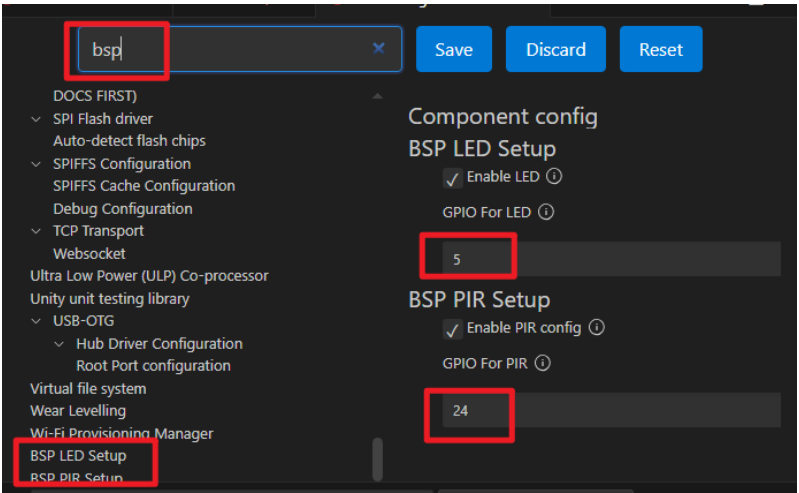 bsp
Save
Discard
Reset
DOCS FIRST)
SPI Flash driver
Auto-detect flash chips
SPIFFS Configuration
SPIFFS Cache Configuration
Debug Configuration
TCP Transport
Websocket
Ultra Low Power (ULP) Co-processor
Unity unit testing library
USB-OTG
Hub Driver Configuration
Root Port configuration
Virtual file system
Wear Levelling
Wi-Fi Provisioning Manager
BSP LED Setup
BSP PIR Setup
Component config
BSP LED Setup
Enable LED
GPIO For LED
5
BSP PIR Setup
Enable PIR config
GPIO For PIR
24